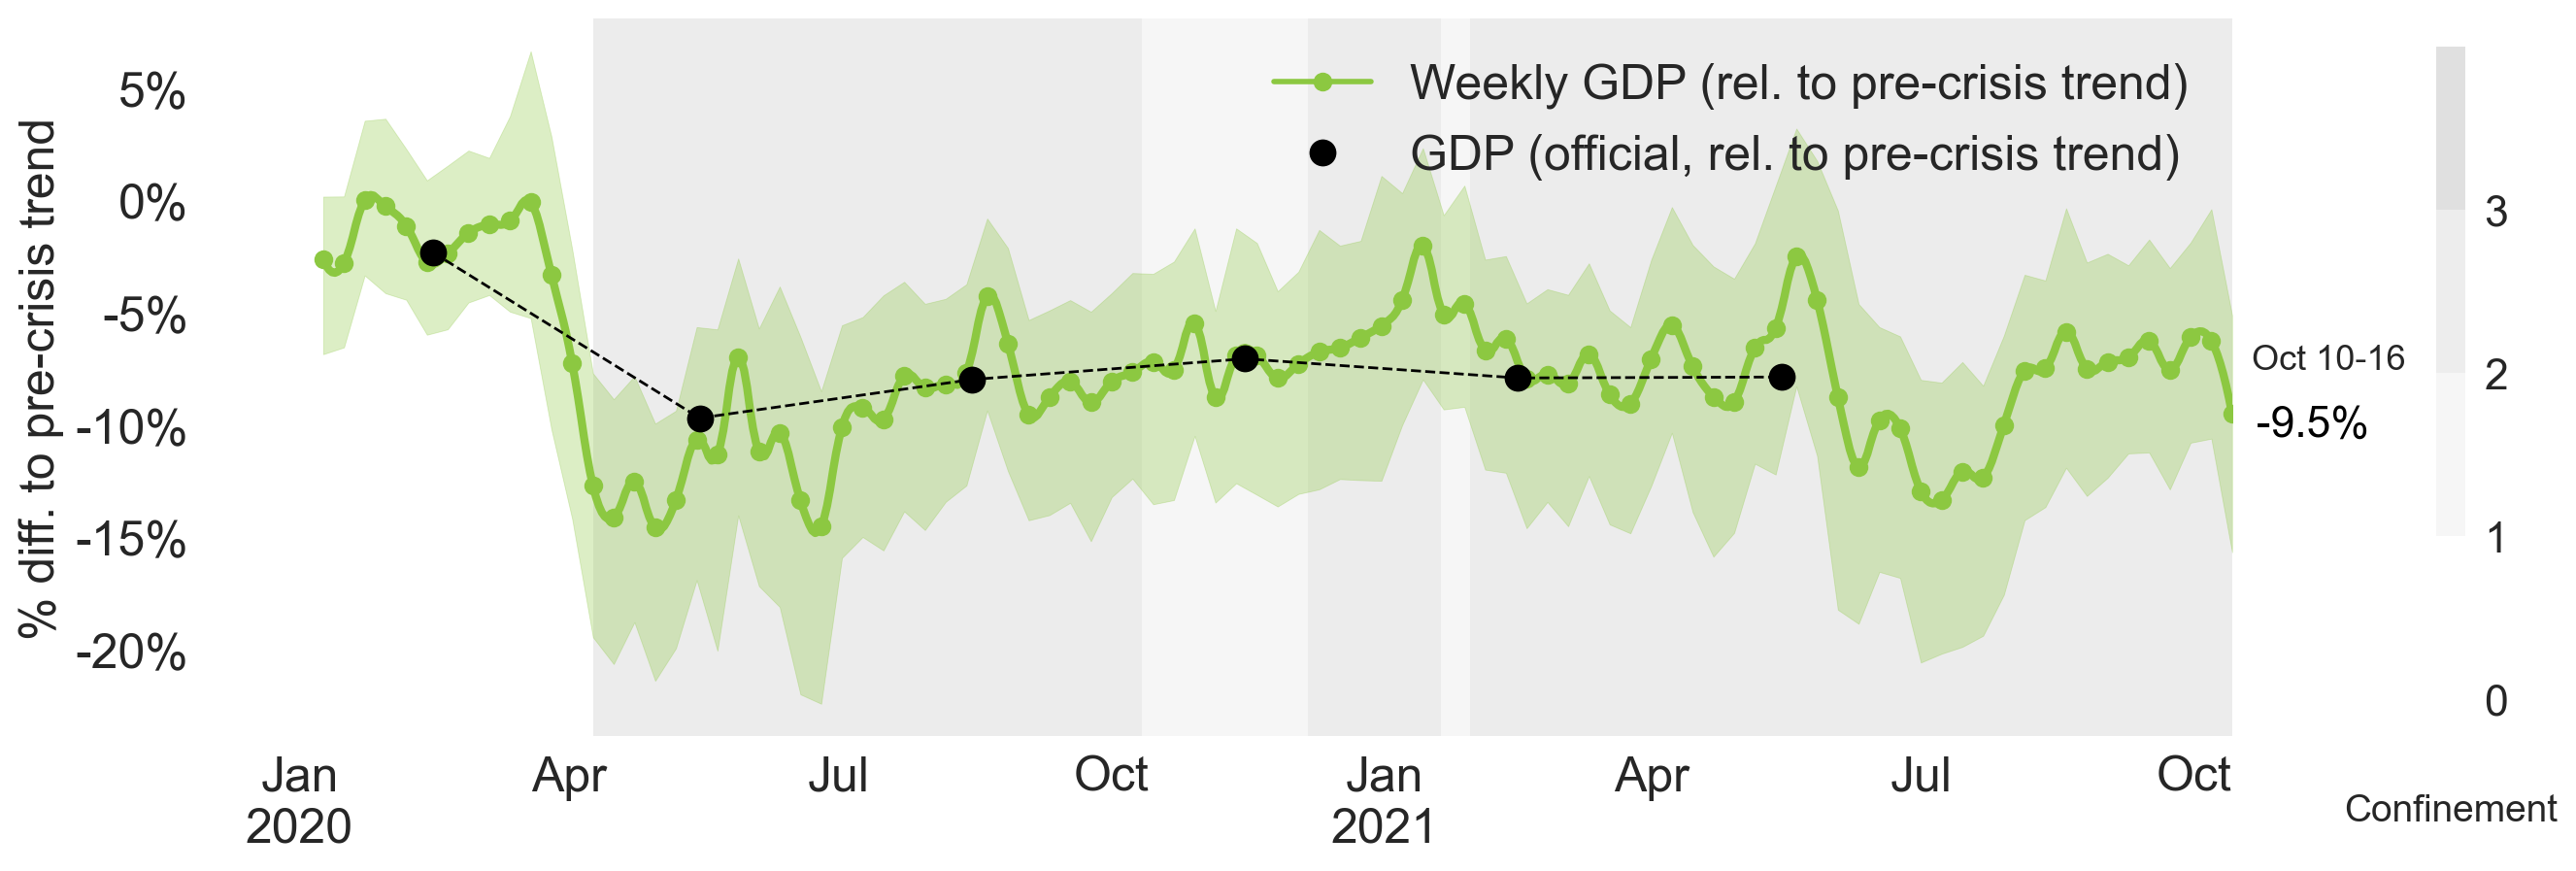 Weekly GDP (rel. to pre-crisis trend)
GDP (official, rel. to pre-crisis trend)
% diff. to pre-crisis trend
5%
0%
-5%
-10%
-15%
-20%
Jan
2020
Apr
Jul
Oct
Jan
2021
Apr
Jul
Oct
Oct 10-16
-9.5%
3
2
1
0
Confinement